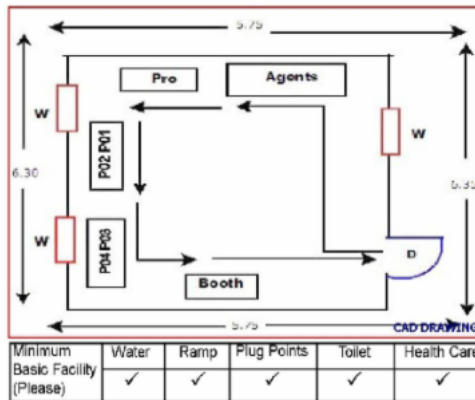 5.75
Pro
Agents
W
W
P02 P01
6.30
W
P04 P03
D
Booth
5.75
CAD DRAWING
Minimum Basic Facility (Please)
Water
Ramp
Plug Points
Toilet
Health Care
✓ ✓ ✓ ✓ ✓